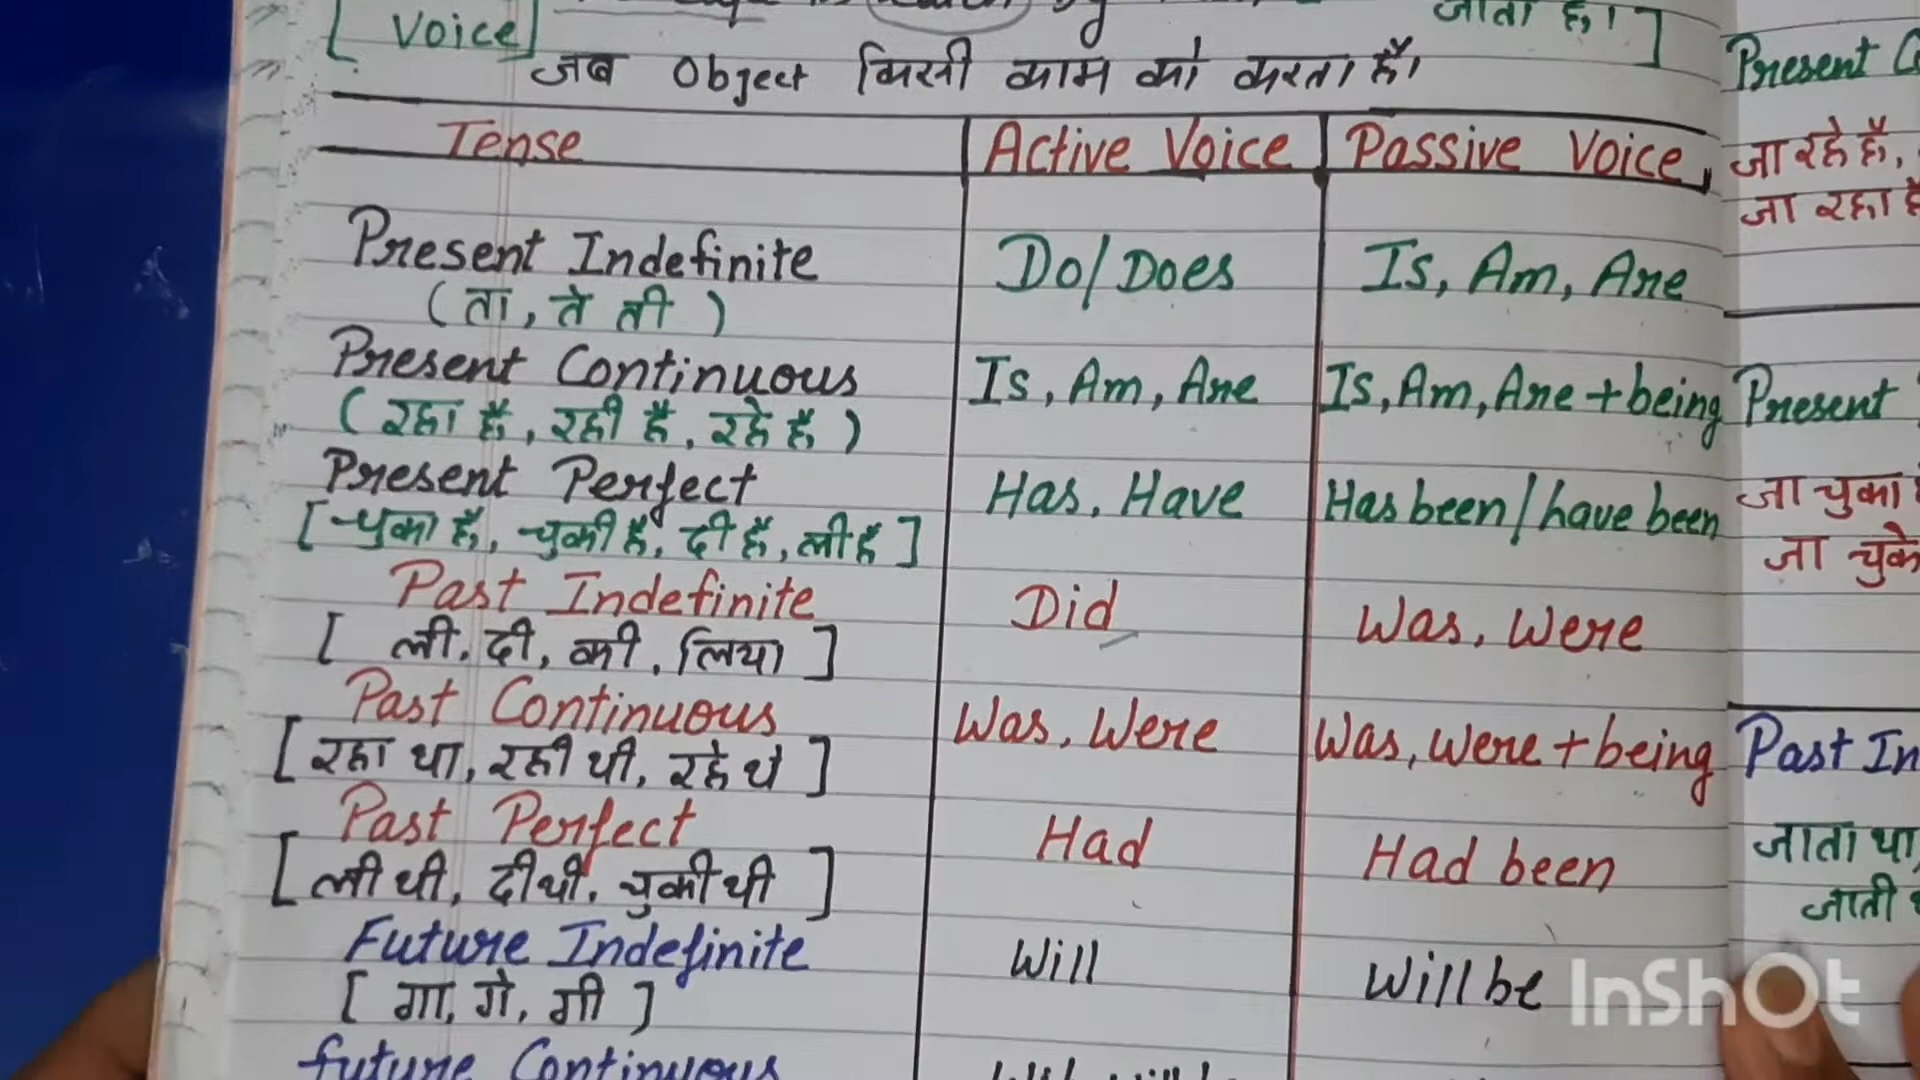 Voice]
जाता है।]
जब Object किसी काम को करता है।
Tense Active Voice Passive Voice
Present Indefinite Do/Does Is, Am, Are
(ता, ते ती)
Present Continuous Is, Am, Are Is, Am, Are + being
(रहा है, रही है, रहे है)
Present Perfect Has, Have Has been/have been
[चुका है, चुकी है, दी है, ली है]
Past Indefinite Did Was, Were
[ली, दी, की, लिया]
Past Continuous Was, Were Was, Were + being
[रहा था, रही थी, रहे थे]
Past Perfect Had Had been
[ली थी, दी थी, चुकी थी]
Future Indefinite Will Will be
[गा, गे, गी]
future Continuous
Present C
जा रहे है,
जा रहा है
Present
जा चुका
जा चुके
Past In
जाता था
जाती
InShOt